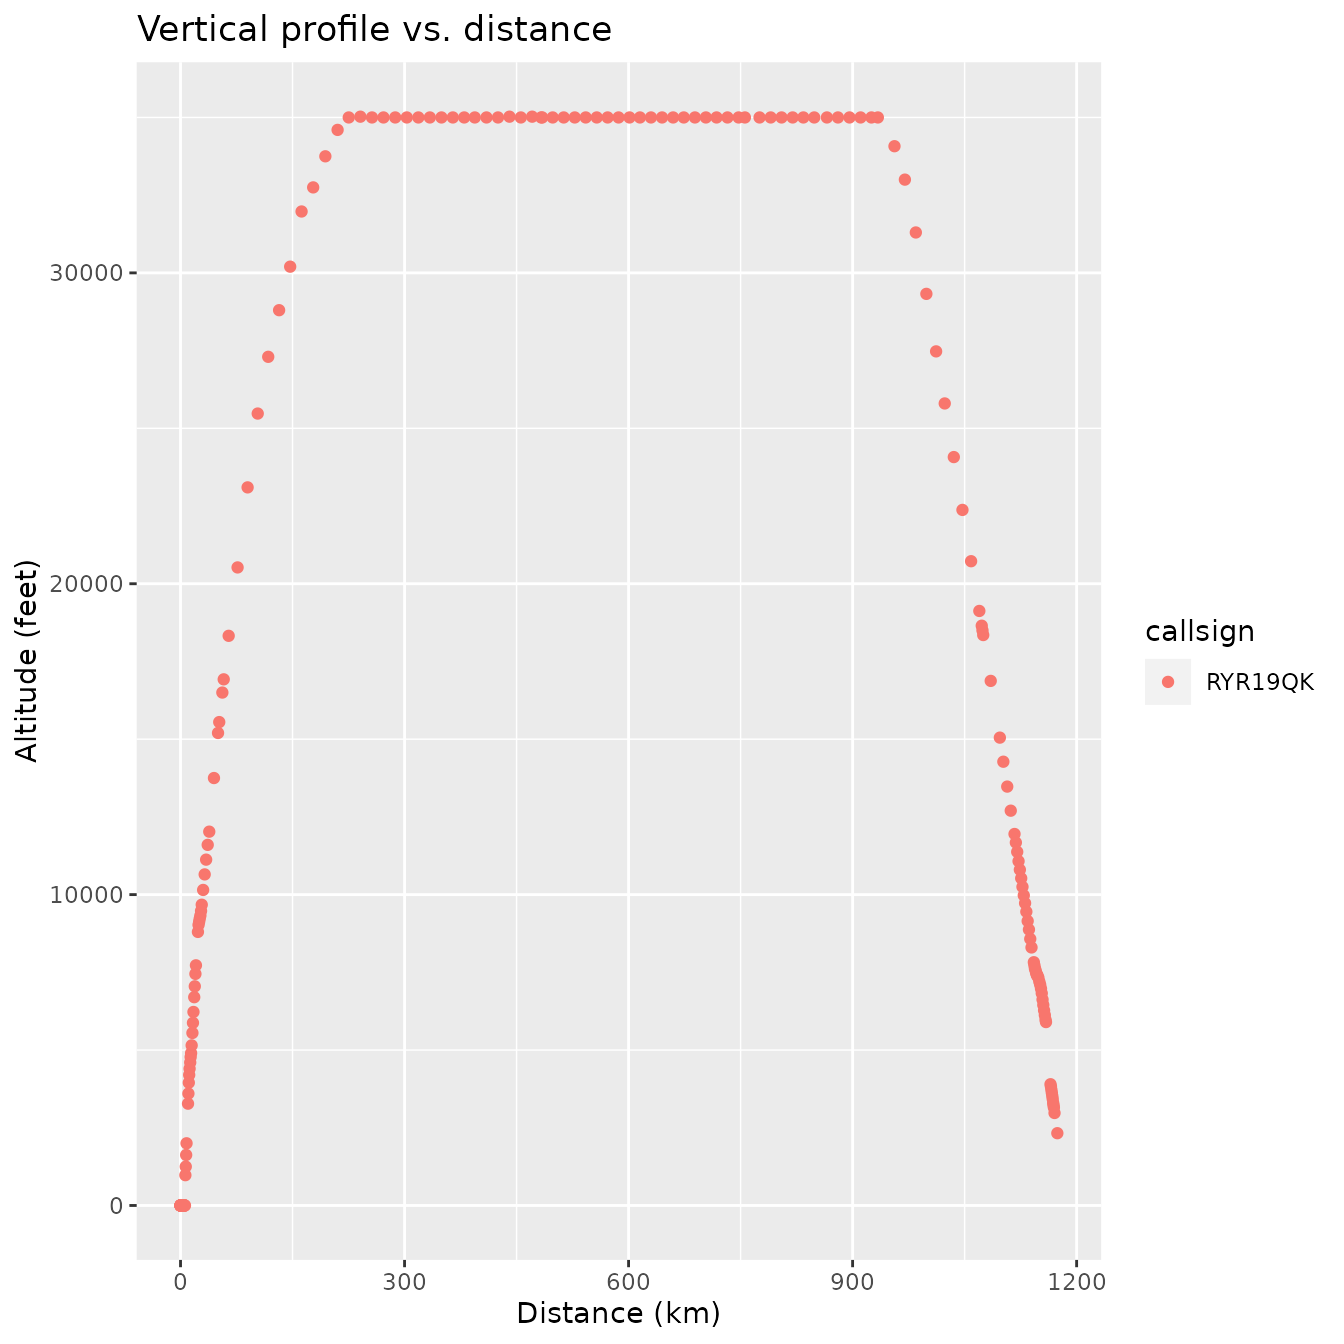 Vertical profile vs. distance
30000
20000
10000
0
Altitude (feet)
0
300
600
900
1200
Distance (km)
callsign
RYR19QK